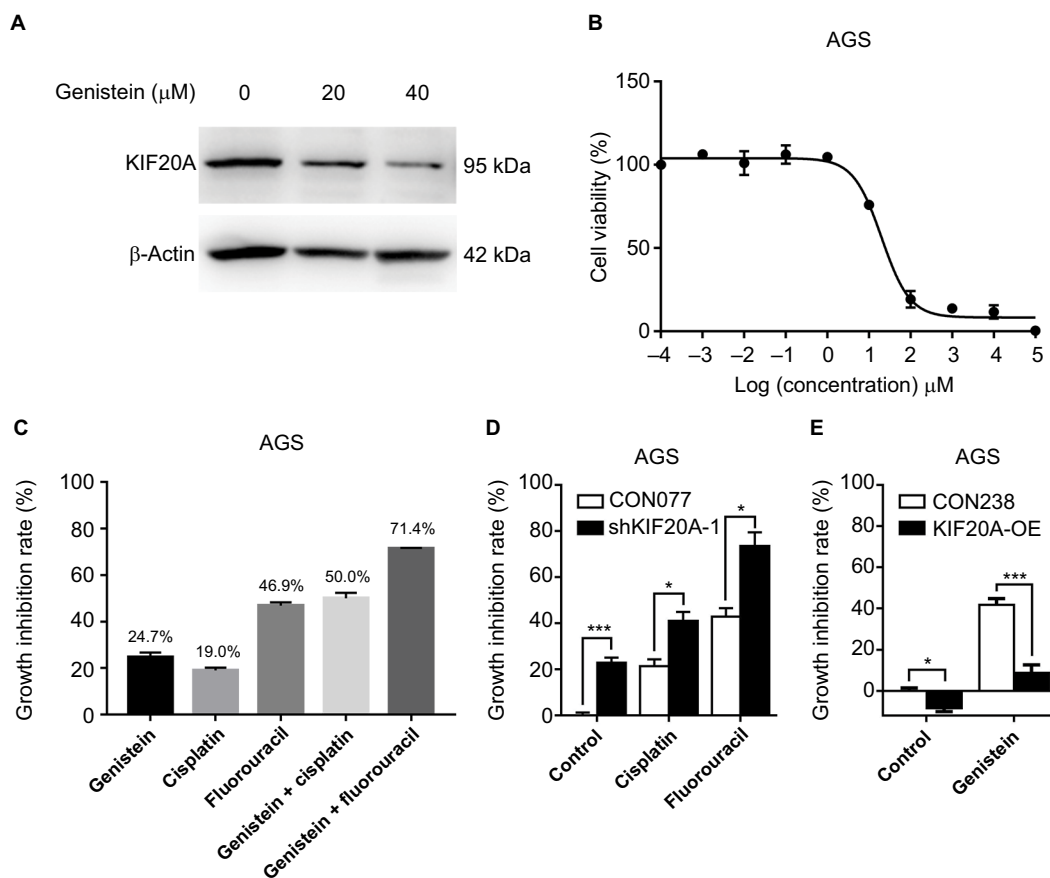 A
Genistein (μM) 0 20 40
KIF20A 95 kDa
β-Actin 42 kDa
B
AGS
Cell viability (%)
150
100
50
0
–4 –3 –2 –1 0 1 2 3 4 5
Log (concentration) μM
C
AGS
Growth inhibition rate (%)
100
80
60
40
20
0
24.7%
19.0%
46.9%
50.0%
71.4%
Genistein
Cisplatin
Fluorouracil
Genistein + cisplatin
Genistein + fluorouracil
D
AGS
Growth inhibition rate (%)
100
80
60
40
20
0
CON077
shKIF20A-1
***
*
*
Control
Cisplatin
Fluorouracil
E
AGS
Growth inhibition rate (%)
100
80
60
40
20
0
CON238
KIF20A-OE
*
***
Control
Genistein